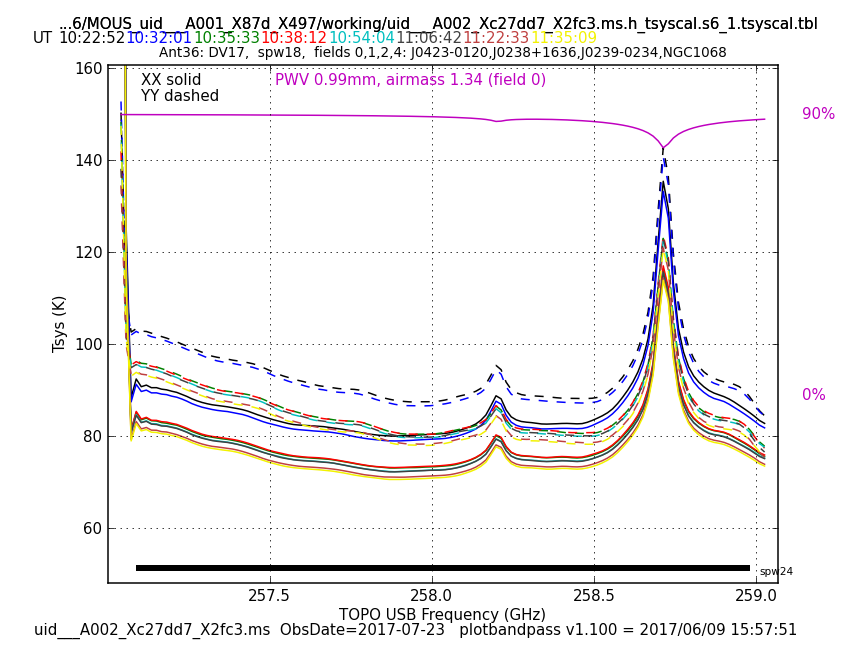 ...6/MOUS_uid___A001_X87d_X497/working/uid___A002_Xc27dd7_X2fc3.ms.h_tsyscal.s6_1.tsyscal.tbl
UT 10:22:52 10:32:01 10:35:33 10:38:12 10:54:04 11:06:42 11:22:33 11:35:09
Ant36: DV17, spw18, fields 0,1,2,4: J0423-0120,J0238+1636,J0239-0234,NGC1068
XX solid
YY dashed
PWV 0.99mm, airmass 1.34 (field 0)
90%
0%
160
140
120
100
80
60
Tsys (K)
spw24
257.5 258.0 258.5 259.0
TOPO USB Frequency (GHz)
uid___A002_Xc27dd7_X2fc3.ms ObsDate=2017-07-23 plotbandpass v1.100 = 2017/06/09 15:57:51